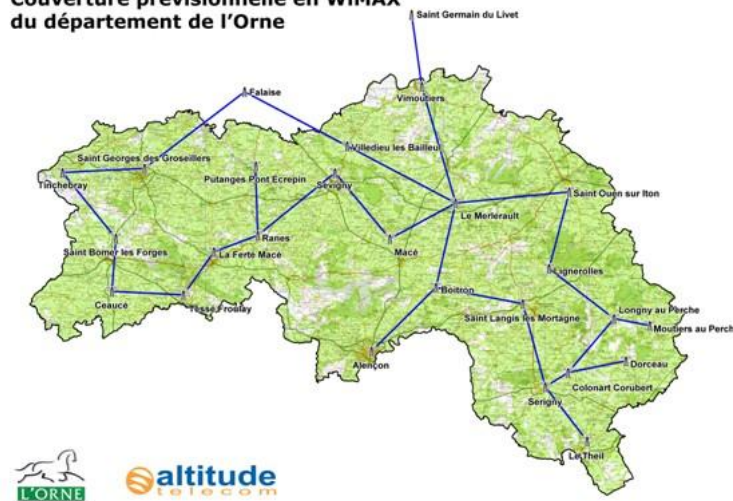 Couverture prévisionnelle en WiMAX
du département de l'Orne
Saint Germain du Livet
Falaise
Vimoutiers
Villedieu les Bailleul
Saint Georges des Groseillers
Tinchebray
Putanges Pont Ecrepin
Sévigny
Saint Ouen sur Iton
Le Merlerault
Ranes
Macé
Saint Bomer les Forges
La Ferté Macé
Lignerolles
Boitron
Ceaucé
Tessé Froulay
Saint Langis les Mortagne
Longny au Perche
Moutiers au Perch
Alençon
Dorceau
Colonart Corubert
Serigny
Le Theil
L'ORNE
altitude
telecom